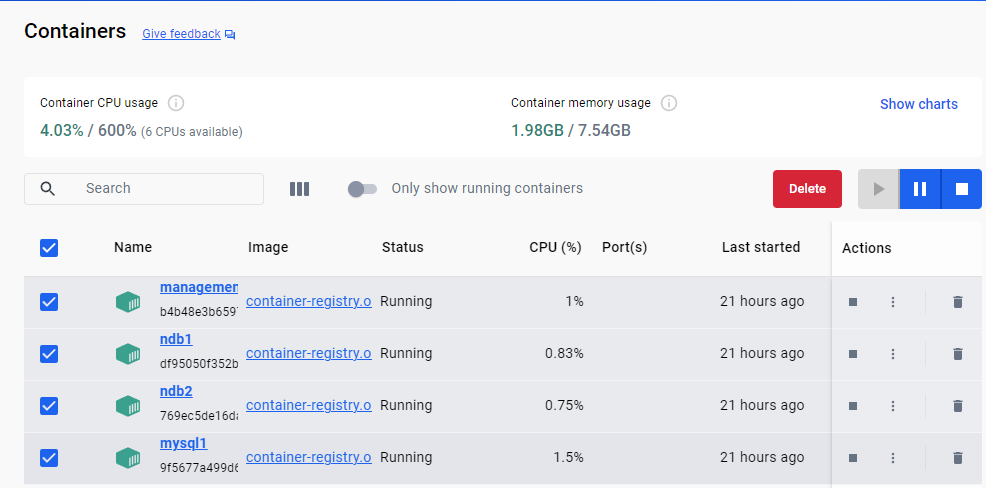 Containers Give feedback
Container CPU usage Container memory usage Show charts
4.03% / 600% (6 CPUs available) 1.98GB / 7.54GB
Search Only show running containers Delete
Name Image Status CPU (%) Port(s) Last started Actions
managemen
b4b48e3b659 container-registry.o Running 1% 21 hours ago
ndb1
df95050f352b container-registry.o Running 0.83% 21 hours ago
ndb2
769ec5de16da container-registry.o Running 0.75% 21 hours ago
mysql1
9f5677a499d6 container-registry.o Running 1.5% 21 hours ago